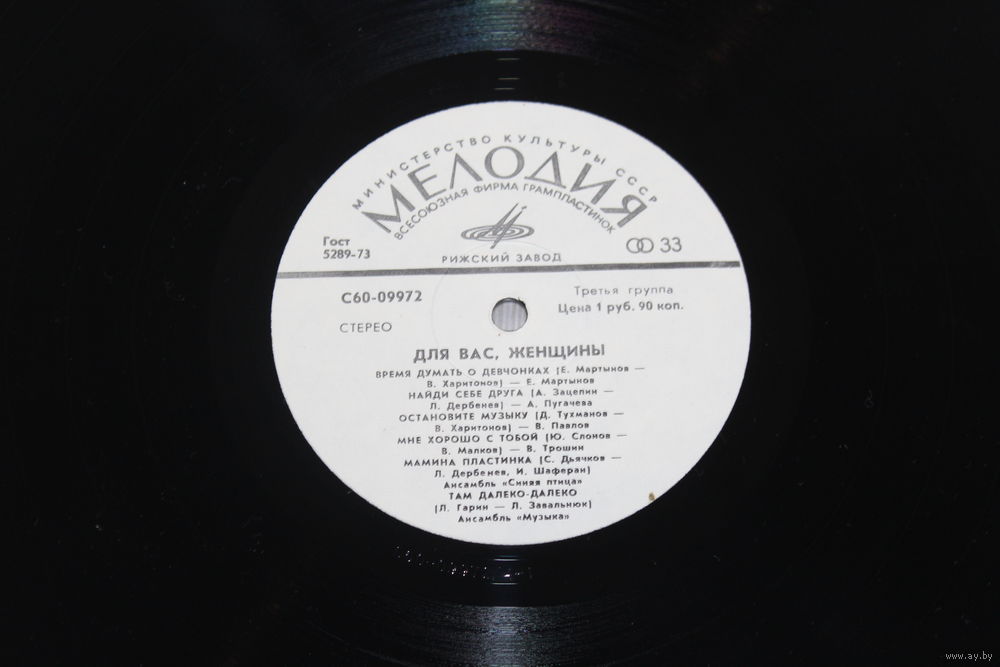 МИНИСТЕРСТВО КУЛЬТУРЫ СССР
МЕЛОДИЯ
ВСЕСОЮЗНАЯ ФИРМА ГРАМПЛАСТИНОК
Гост
5289-73
33
РИЖСКИЙ ЗАВОД
С60-09972
Третья группа
Цена 1 руб. 90 коп.
СТЕРЕО
ДЛЯ ВАС, ЖЕНЩИНЫ
ВРЕМЯ ДУМАТЬ О ДЕВЧОНКАХ (Е. Мартынов —
В. Харитонов) — Е. Мартынов
НАЙДИ СЕБЕ ДРУГА (А. Зацепин —
Л. Дербенев) — А. Пугачева
ОСТАНОВИТЕ МУЗЫКУ (Д. Тухманов —
В. Харитонов) — В. Павлов
МНЕ ХОРОШО С ТОБОЙ (Ю. Слонов —
В. Малков) — В. Трошин
МАМИНА ПЛАСТИНКА (С. Дьячков —
Л. Дербенев, И. Шаферан)
Ансамбль «Синяя птица»
ТАМ ДАЛЕКО-ДАЛЕКО
(Л. Гарин — Л. Завальнюк)
Ансамбль «Музыка»
www.ay.by